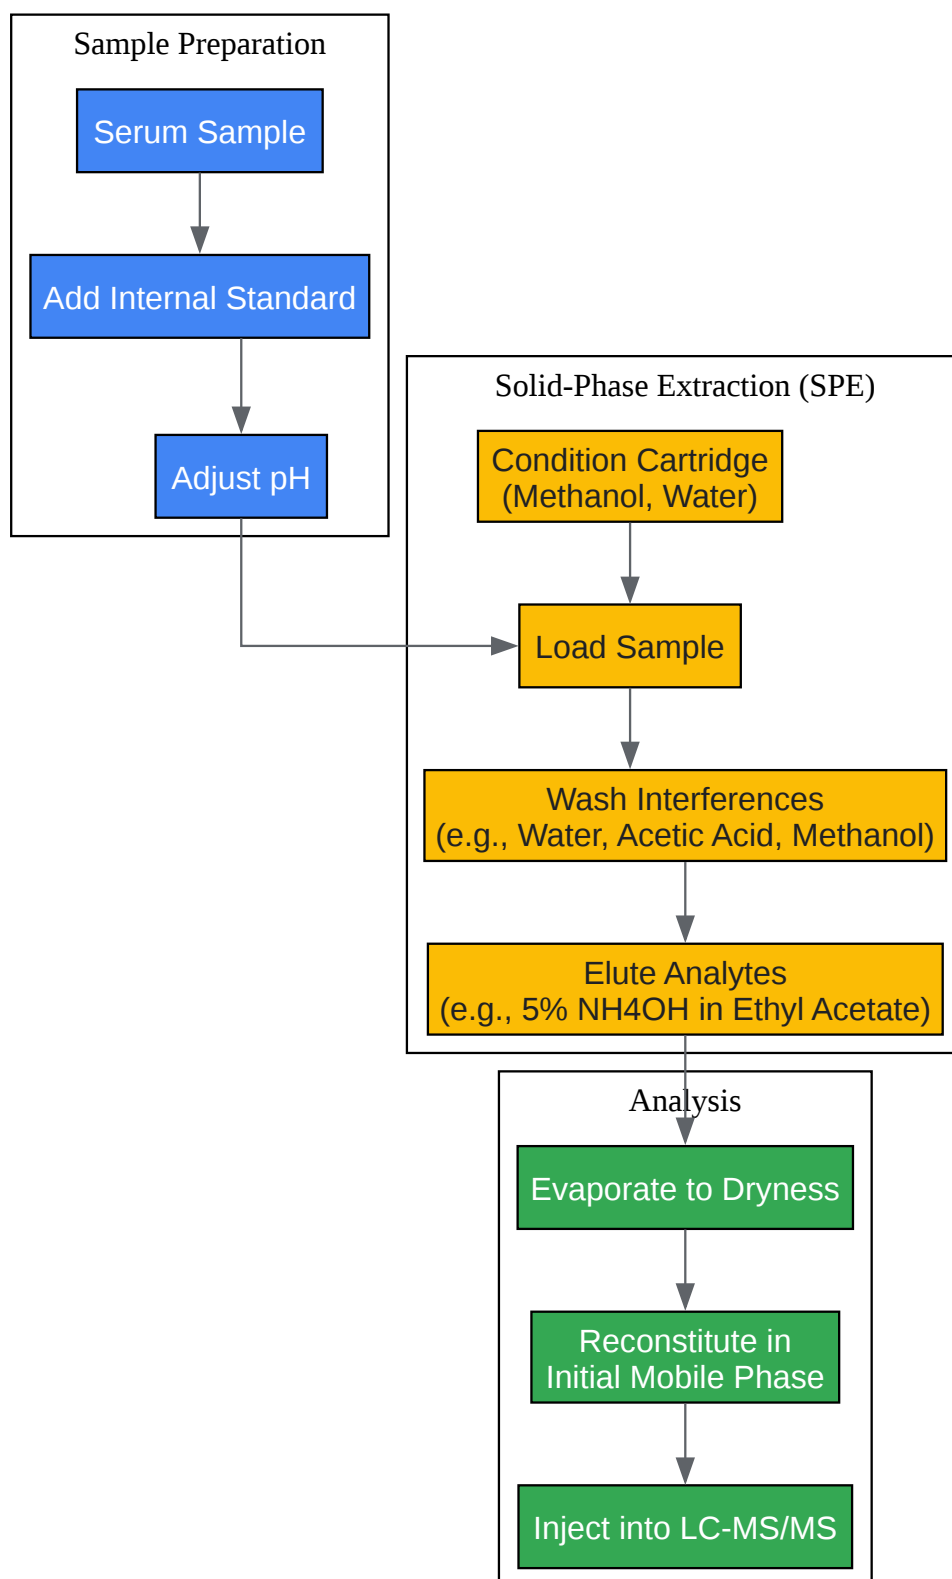 Sample Preparation
Serum Sample
Add Internal Standard
Adjust pH
Solid-Phase Extraction (SPE)
Condition Cartridge
(Methanol, Water)
Load Sample
Wash Interferences
(e.g., Water, Acetic Acid, Methanol)
Elute Analytes
(e.g., 5% NH4OH in Ethyl Acetate)
Analysis
Evaporate to Dryness
Reconstitute in
Initial Mobile Phase
Inject into LC-MS/MS